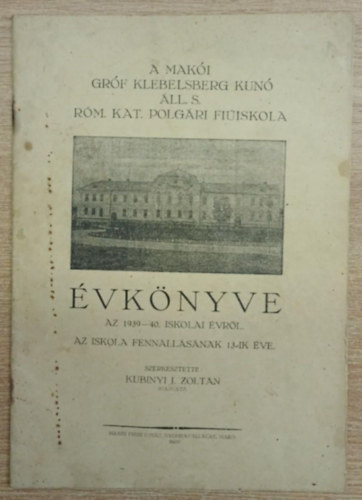 A MAKÓI
GRÓF KLEBELSBERG KUNÓ
ÁLL. S.
RÓM. KAT. POLGÁRI FIÚISKOLA
ÉVKÖNYVE
AZ 1939—40. ISKOLAI ÉVRŐL.
AZ ISKOLA FENNÁLLÁSÁNAK 13-IK ÉVE.
SZERKESZTETTE
KUBINYI J. ZOLTÁN
IGAZGATÓ